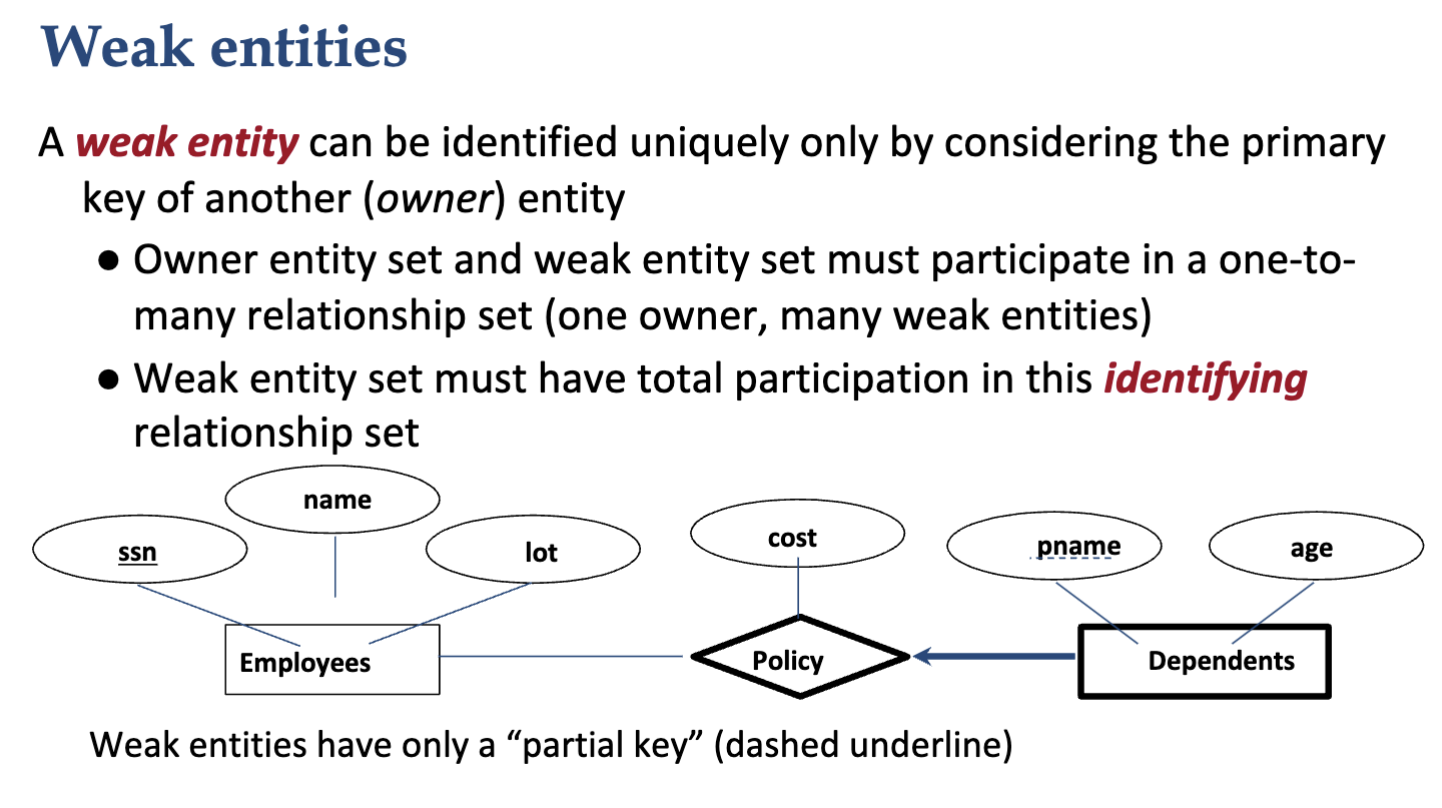 Weak entities
A weak entity can be identified uniquely only by considering the primary
key of another (owner) entity
● Owner entity set and weak entity set must participate in a one-to-
many relationship set (one owner, many weak entities)
● Weak entity set must have total participation in this identifying
relationship set
name
ssn
lot
cost
pname
age
Employees
Policy
Dependents
Weak entities have only a “partial key” (dashed underline)